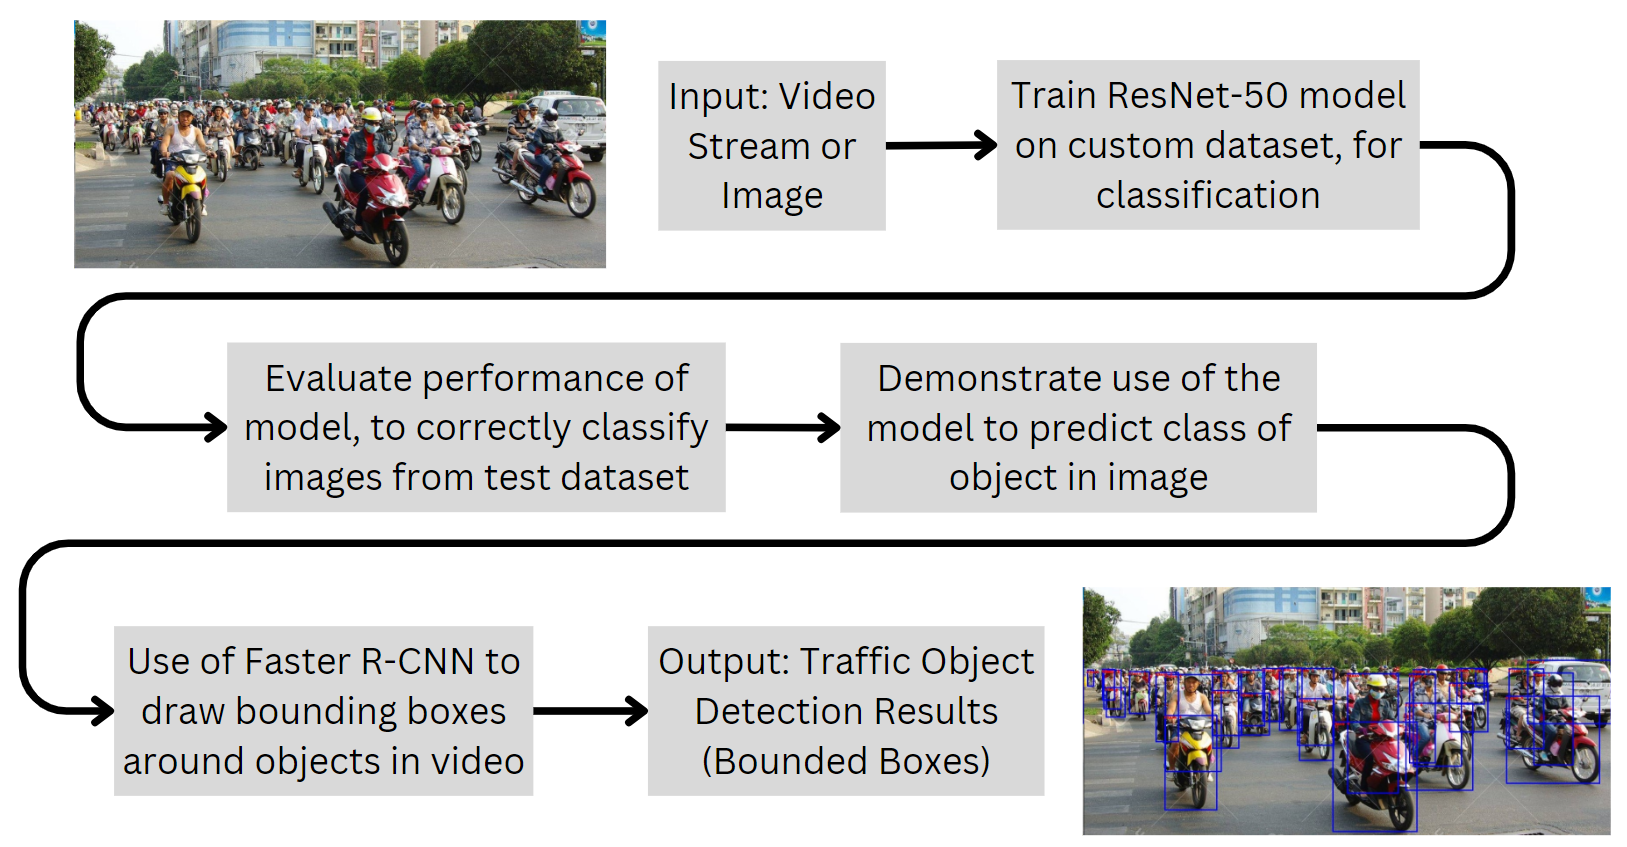 Input: Video
Stream or
Image
Train ResNet-50 model
on custom dataset, for
classification
Evaluate performance of
model, to correctly classify
images from test dataset
Demonstrate use of the
model to predict class of
object in image
Use of Faster R-CNN to
draw bounding boxes
around objects in video
Output: Traffic Object
Detection Results
(Bounded Boxes)